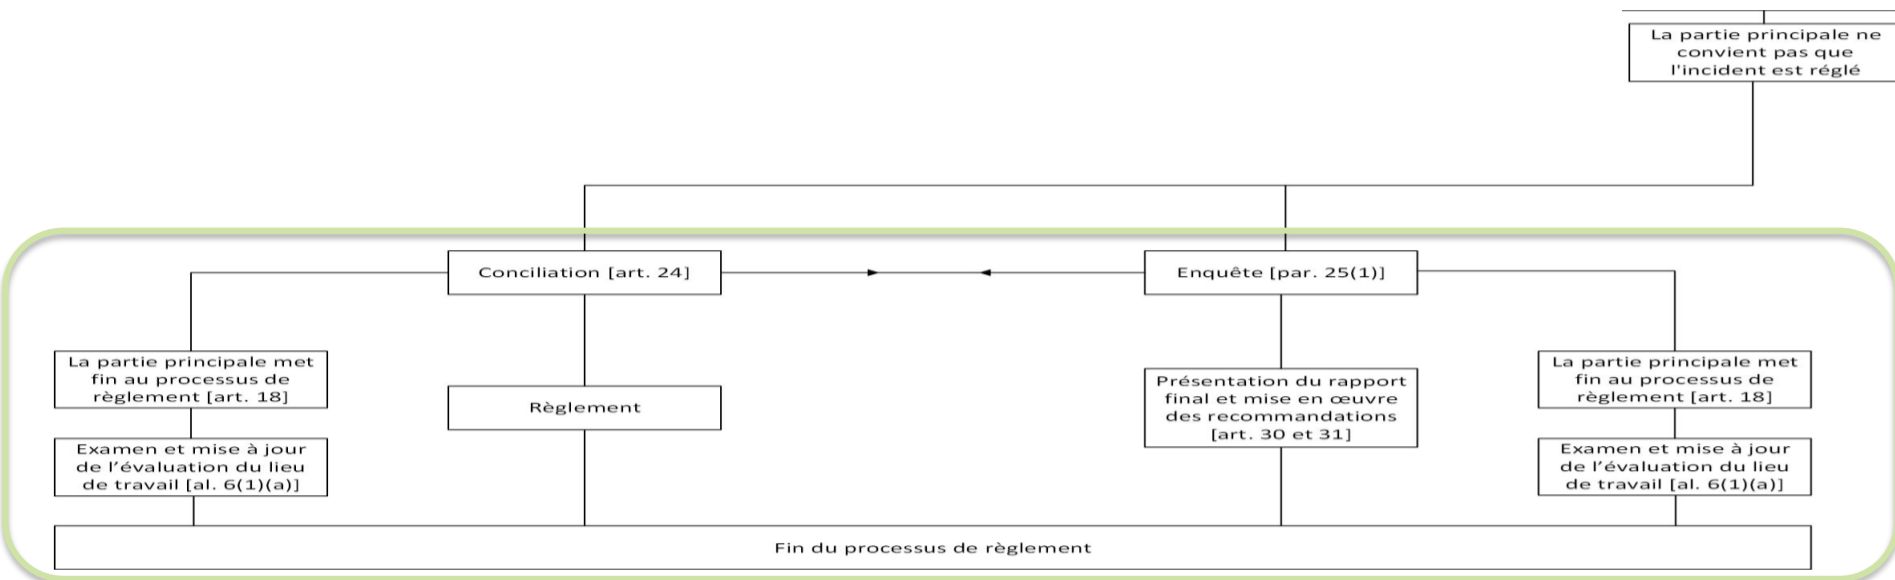 La partie principale ne
convient pas que
l'incident est réglé
Conciliation [art. 24]
Enquête [par. 25(1)]
La partie principale met
fin au processus de
règlement [art. 18]
Règlement
Présentation du rapport
final et mise en œuvre
des recommandations
[art. 30 et 31]
La partie principale met
fin au processus de
règlement [art. 18]
Examen et mise à jour
de l’évaluation du lieu
de travail [al. 6(1)(a)]
Examen et mise à jour
de l’évaluation du lieu
de travail [al. 6(1)(a)]
Fin du processus de règlement